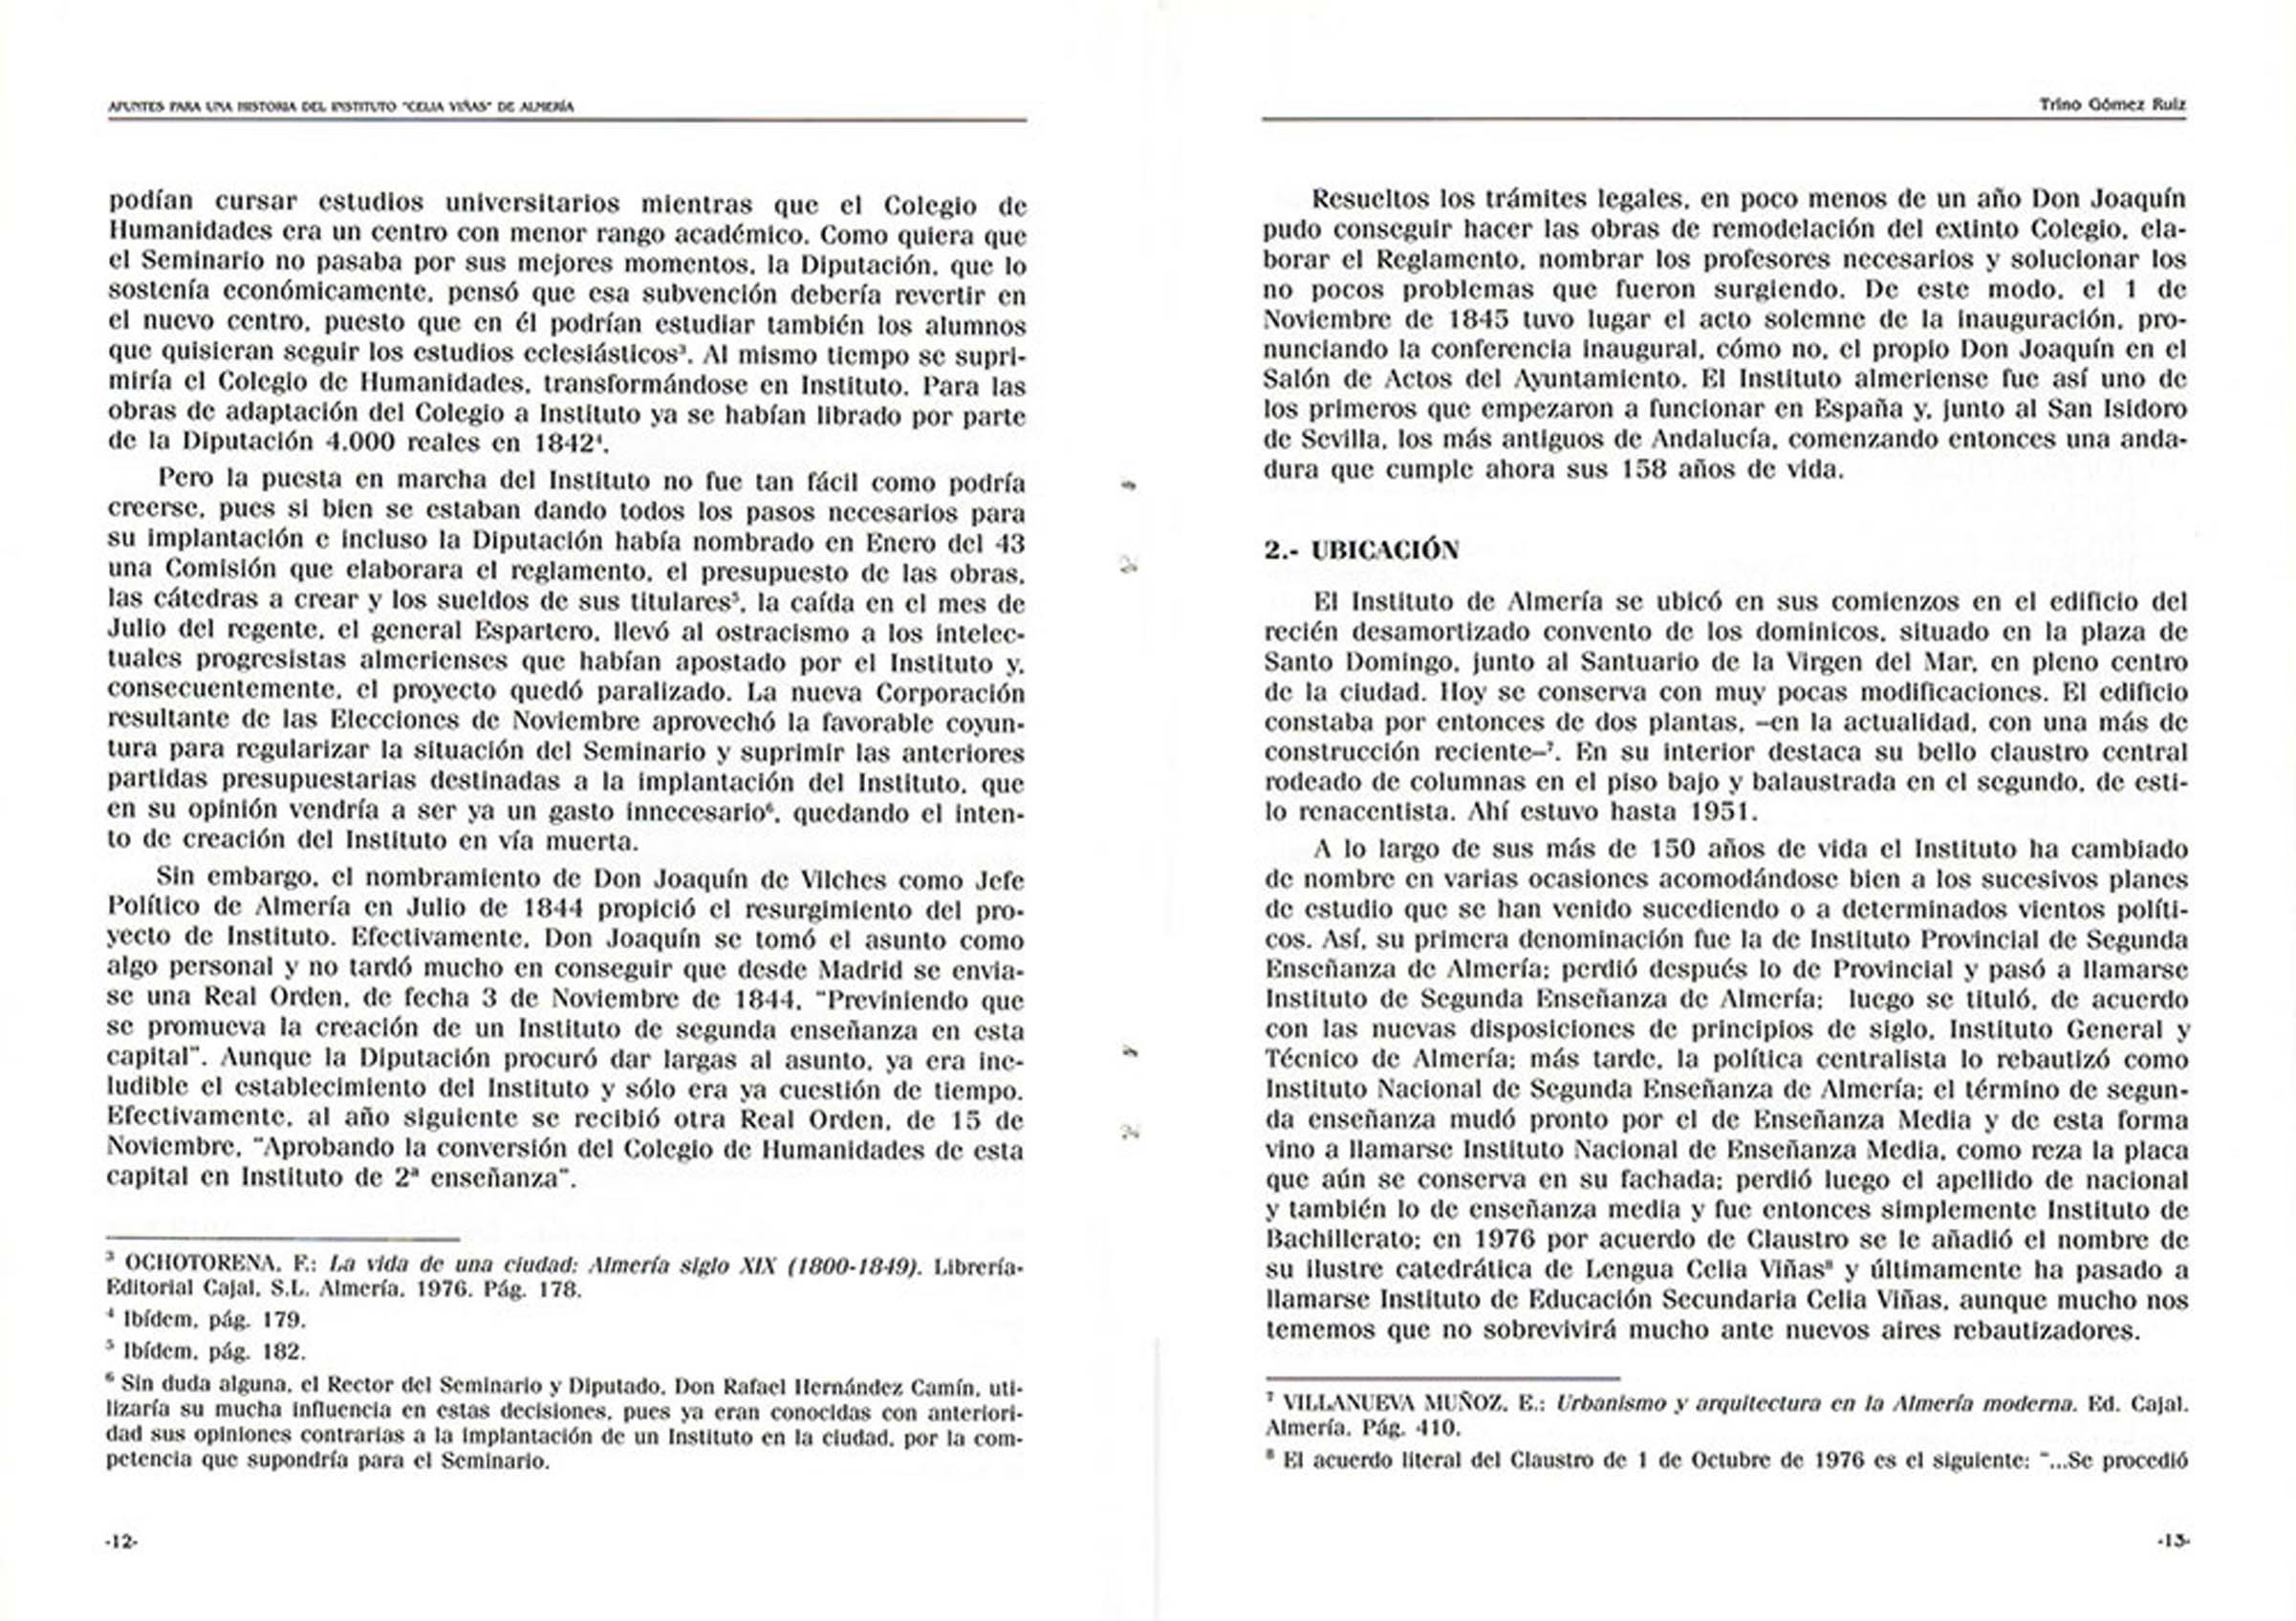 APUNTES PARA UNA HISTORIA DEL INSTITUTO "CELIA VIÑAS" DE ALMERÍA
podían cursar estudios universitarios mientras que el Colegio de
Humanidades era un centro con menor rango académico. Como quiera que
el Seminario no pasaba por sus mejores momentos, la Diputación, que lo
sostenía económicamente, pensó que esa subvención debería revertir en
el nuevo centro, puesto que en él podrían estudiar también los alumnos
que quisieran seguir los estudios eclesiásticos³. Al mismo tiempo se supri-
miría el Colegio de Humanidades, transformándose en Instituto. Para las
obras de adaptación del Colegio a Instituto ya se habían librado por parte
de la Diputación 4.000 reales en 1842⁴.
Pero la puesta en marcha del Instituto no fue tan fácil como podría
creerse, pues si bien se estaban dando todos los pasos necesarios para
su implantación e incluso la Diputación había nombrado en Enero del 43
una Comisión que elaborara el reglamento, el presupuesto de las obras,
las cátedras a crear y los sueldos de sus titulares⁵, la caída en el mes de
Julio del regente, el general Espartero, llevó al ostracismo a los intelec-
tuales progresistas almerienses que habían apostado por el Instituto y,
consecuentemente, el proyecto quedó paralizado. La nueva Corporación
resultante de las Elecciones de Noviembre aprovechó la favorable coyun-
tura para regularizar la situación del Seminario y suprimir las anteriores
partidas presupuestarias destinadas a la implantación del Instituto, que
en su opinión vendría a ser ya un gasto innecesario⁶, quedando el inten-
to de creación del Instituto en vía muerta.
Sin embargo, el nombramiento de Don Joaquín de Vilches como Jefe
Político de Almería en Julio de 1844 propició el resurgimiento del pro-
yecto de Instituto. Efectivamente, Don Joaquín se tomó el asunto como
algo personal y no tardó mucho en conseguir que desde Madrid se envia-
se una Real Orden, de fecha 3 de Noviembre de 1844, "Previniendo que
se promueva la creación de un Instituto de segunda enseñanza en esta
capital". Aunque la Diputación procuró dar largas al asunto, ya era ine-
ludible el establecimiento del Instituto y sólo era ya cuestión de tiempo.
Efectivamente, al año siguiente se recibió otra Real Orden, de 15 de
Noviembre, "Aprobando la conversión del Colegio de Humanidades de esta
capital en Instituto de 2ª enseñanza".
³ OCHOTORENA, F.: La vida de una ciudad: Almería siglo XIX (1800-1849). Librería-
Editorial Cajal, S.L. Almería, 1976. Pág. 178.
⁴ Ibídem, pág. 179.
⁵ Ibídem, pág. 182.
⁶ Sin duda alguna, el Rector del Seminario y Diputado, Don Rafael Hernández Camín, uti-
lizaría su mucha influencia en estas decisiones, pues ya eran conocidas con anteriori-
dad sus opiniones contrarias a la implantación de un Instituto en la ciudad, por la com-
petencia que supondría para el Seminario.
-12-
Trino Gómez Ruiz
Resueltos los trámites legales, en poco menos de un año Don Joaquín
pudo conseguir hacer las obras de remodelación del extinto Colegio, ela-
borar el Reglamento, nombrar los profesores necesarios y solucionar los
no pocos problemas que fueron surgiendo. De este modo, el 1 de
Noviembre de 1845 tuvo lugar el acto solemne de la inauguración, pro-
nunciando la conferencia inaugural, cómo no, el propio Don Joaquín en el
Salón de Actos del Ayuntamiento. El Instituto almeriense fue así uno de
los primeros que empezaron a funcionar en España y, junto al San Isidoro
de Sevilla, los más antiguos de Andalucía, comenzando entonces una anda-
dura que cumple ahora sus 158 años de vida.
2.- UBICACIÓN
El Instituto de Almería se ubicó en sus comienzos en el edificio del
recién desamortizado convento de los dominicos, situado en la plaza de
Santo Domingo, junto al Santuario de la Virgen del Mar, en pleno centro
de la ciudad. Hoy se conserva con muy pocas modificaciones. El edificio
constaba por entonces de dos plantas, –en la actualidad, con una más de
construcción reciente–⁷. En su interior destaca su bello claustro central
rodeado de columnas en el piso bajo y balaustrada en el segundo, de esti-
lo renacentista. Ahí estuvo hasta 1951.
A lo largo de sus más de 150 años de vida el Instituto ha cambiado
de nombre en varias ocasiones acomodándose bien a los sucesivos planes
de estudio que se han venido sucediendo o a determinados vientos políti-
cos. Así, su primera denominación fue la de Instituto Provincial de Segunda
Enseñanza de Almería; perdió después lo de Provincial y pasó a llamarse
Instituto de Segunda Enseñanza de Almería; luego se tituló, de acuerdo
con las nuevas disposiciones de principios de siglo, Instituto General y
Técnico de Almería; más tarde, la política centralista lo rebautizó como
Instituto Nacional de Segunda Enseñanza de Almería; el término de segun-
da enseñanza mudó pronto por el de Enseñanza Media y de esta forma
vino a llamarse Instituto Nacional de Enseñanza Media, como reza la placa
que aún se conserva en su fachada; perdió luego el apellido de nacional
y también lo de enseñanza media y fue entonces simplemente Instituto de
Bachillerato; en 1976 por acuerdo de Claustro se le añadió el nombre de
su ilustre catedrática de Lengua Celia Viñas⁸ y últimamente ha pasado a
llamarse Instituto de Educación Secundaria Celia Viñas, aunque mucho nos
tememos que no sobrevivirá mucho ante nuevos aires rebautizadores.
⁷ VILLANUEVA MUÑOZ, E.: Urbanismo y arquitectura en la Almería moderna. Ed. Cajal.
Almería. Pág. 410.
⁸ El acuerdo literal del Claustro de 1 de Octubre de 1976 es el siguiente: "...Se procedió
-13-